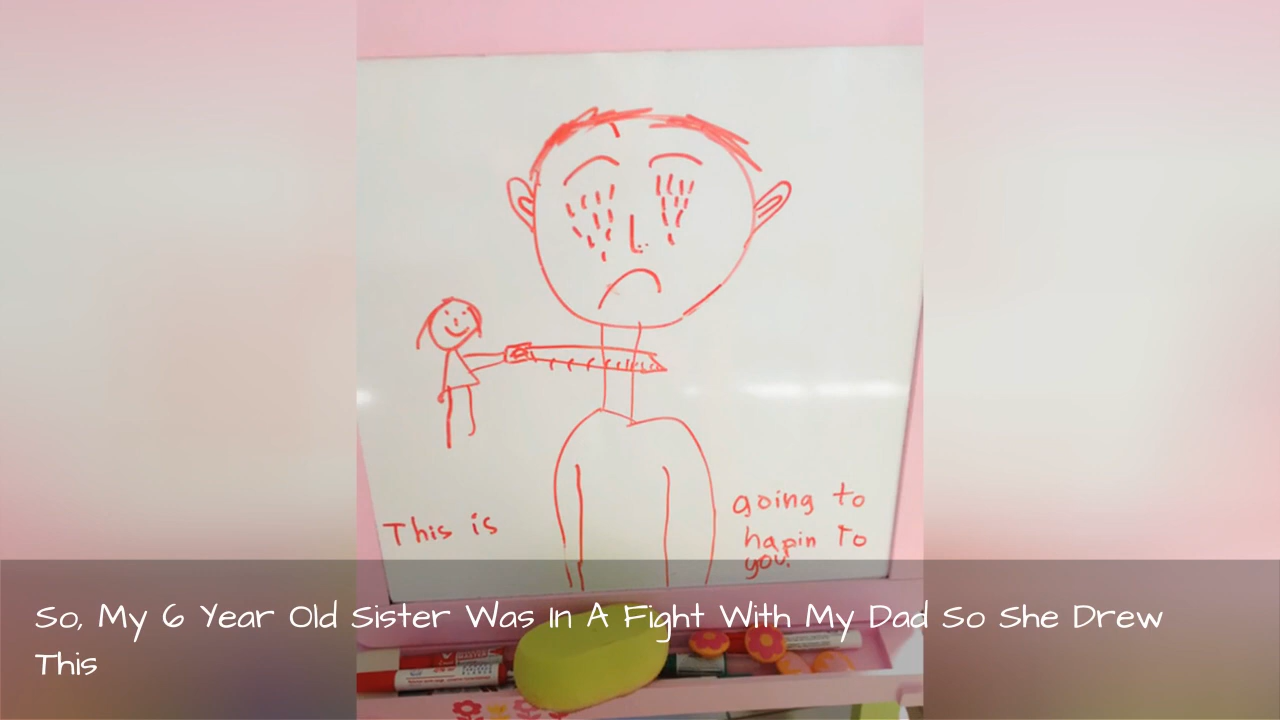 This is
going to
hapin to
you.
So, My 6 Year Old Sister Was In A Fight With My Dad So She Drew
This